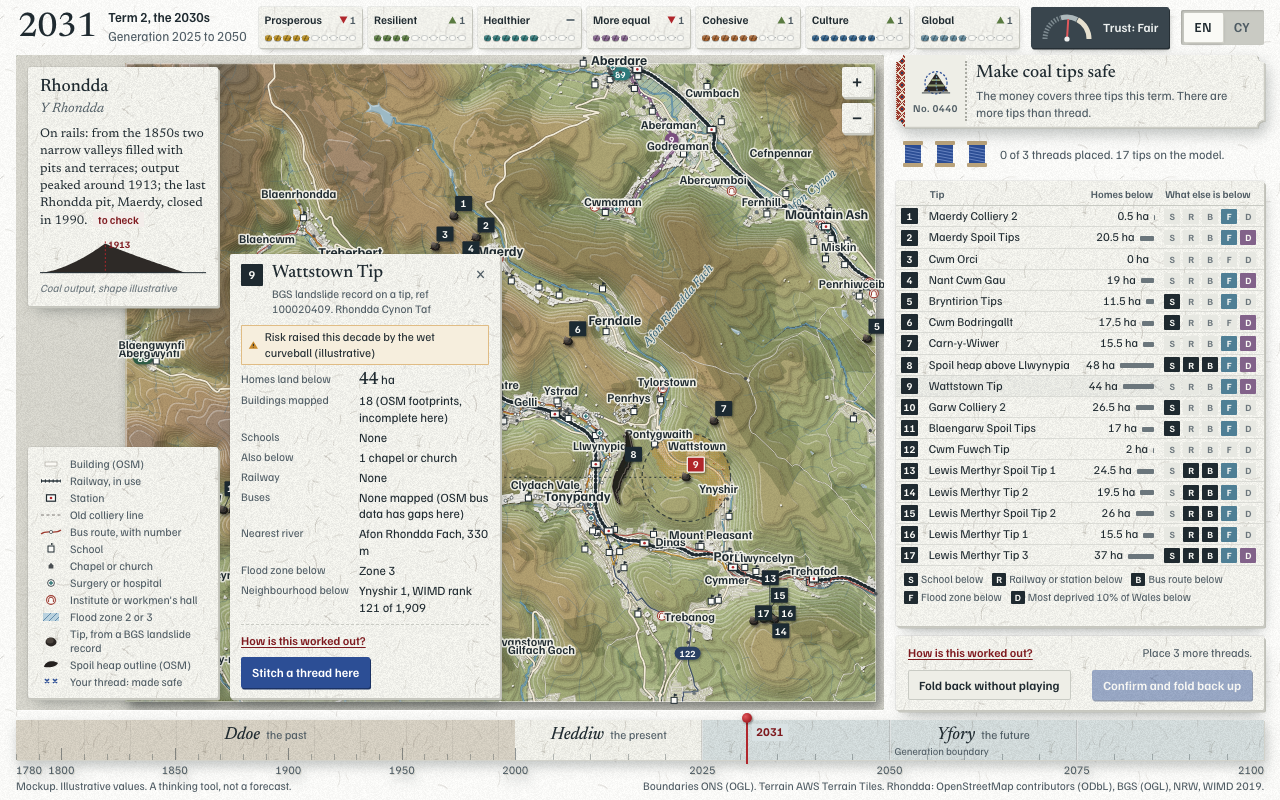 2031
Term 2, the 2030s
Generation 2025 to 2050
Prosperous ▼ 1
Resilient ▲ 1
Healthier —
More equal ▼ 1
Cohesive ▲ 1
Culture ▲ 1
Global ▲ 1
Trust: Fair
EN CY
Rhondda
Y Rhondda
On rails: from the 1850s two
narrow valleys filled with
pits and terraces; output
peaked around 1913; the last
Rhondda pit, Maerdy, closed
in 1990. to check
1913
Coal output, shape illustrative
Building (OSM)
Railway, in use
Station
Old colliery line
Bus route, with number
School
Chapel or church
Surgery or hospital
Institute or workmen's hall
Flood zone 2 or 3
Tip, from a BGS landslide
record
Spoil heap outline (OSM)
Your thread: made safe
+
−
Aberdare
89
Cwmbach
Aberaman
9
Godreaman
Cefnpennar
Abercwmboi
Afon Cynon
Blaenrhondda
Cwmaman
Fernhill
Mountain Ash
1
2
3
4
Blaencwm
Treherbert
Maerdy
Miskin
Afon Rhondda Fach
Penrhiwceib
5
6
Ferndale
Blaengwynfi
Abergwynfi
Tylorstown
Ystrad
Gelli
Penrhys
7
Pontygwaith
Llwynypia
8
Wattstown
9
Clydach Vale
Ynyshir
Tonypandy
Mount Pleasant
Dinas
Llwyncelyn
Cymmer
Trehafod
13
15
17
16
14
Trebanog
122
Gilfach Goch
9
Wattstown Tip
×
BGS landslide record on a tip, ref
100020409. Rhondda Cynon Taf
Risk raised this decade by the wet
curveball (illustrative)
Homes land below 44 ha
Buildings mapped 18 (OSM footprints,
incomplete here)
Schools None
Also below 1 chapel or church
Railway None
Buses None mapped (OSM bus
data has gaps here)
Nearest river Afon Rhondda Fach, 330
m
Flood zone below Zone 3
Neighbourhood below Ynyshir 1, WIMD rank
121 of 1,909
How is this worked out?
Stitch a thread here
No. 0440
Make coal tips safe
The money covers three tips this term. There are
more tips than thread.
0 of 3 threads placed. 17 tips on the model.
Tip Homes below What else is below
1 Maerdy Colliery 2 0.5 ha S R B F D
2 Maerdy Spoil Tips 20.5 ha S R B F D
3 Cwm Orci 0 ha S R B F D
4 Nant Cwm Gau 19 ha S R B F D
5 Bryntirion Tips 11.5 ha S R B F D
6 Cwm Bodringallt 17.5 ha S R B F D
7 Carn-y-Wiwer 15.5 ha S R B F D
8 Spoil heap above Llwynypia 48 ha S R B F D
9 Wattstown Tip 44 ha S R B F D
10 Garw Colliery 2 26.5 ha S R B F D
11 Blaengarw Spoil Tips 17 ha S R B F D
12 Cwm Fuwch Tip 2 ha S R B F D
13 Lewis Merthyr Spoil Tip 1 24.5 ha S R B F D
14 Lewis Merthyr Tip 2 19.5 ha S R B F D
15 Lewis Merthyr Spoil Tip 2 26 ha S R B F D
16 Lewis Merthyr Tip 1 15.5 ha S R B F D
17 Lewis Merthyr Tip 3 37 ha S R B F D
S School below R Railway or station below B Bus route below
F Flood zone below D Most deprived 10% of Wales below
How is this worked out? Place 3 more threads.
Fold back without playing
Confirm and fold back up
Ddoe the past
Heddiw the present
2031
Yfory the future
Generation boundary
1780 1800 1850 1900 1950 2000 2025 2050 2075 2100
Mockup. Illustrative values. A thinking tool, not a forecast.
Boundaries ONS (OGL). Terrain AWS Terrain Tiles. Rhondda: OpenStreetMap contributors (ODbL), BGS (OGL), NRW, WIMD 2019.